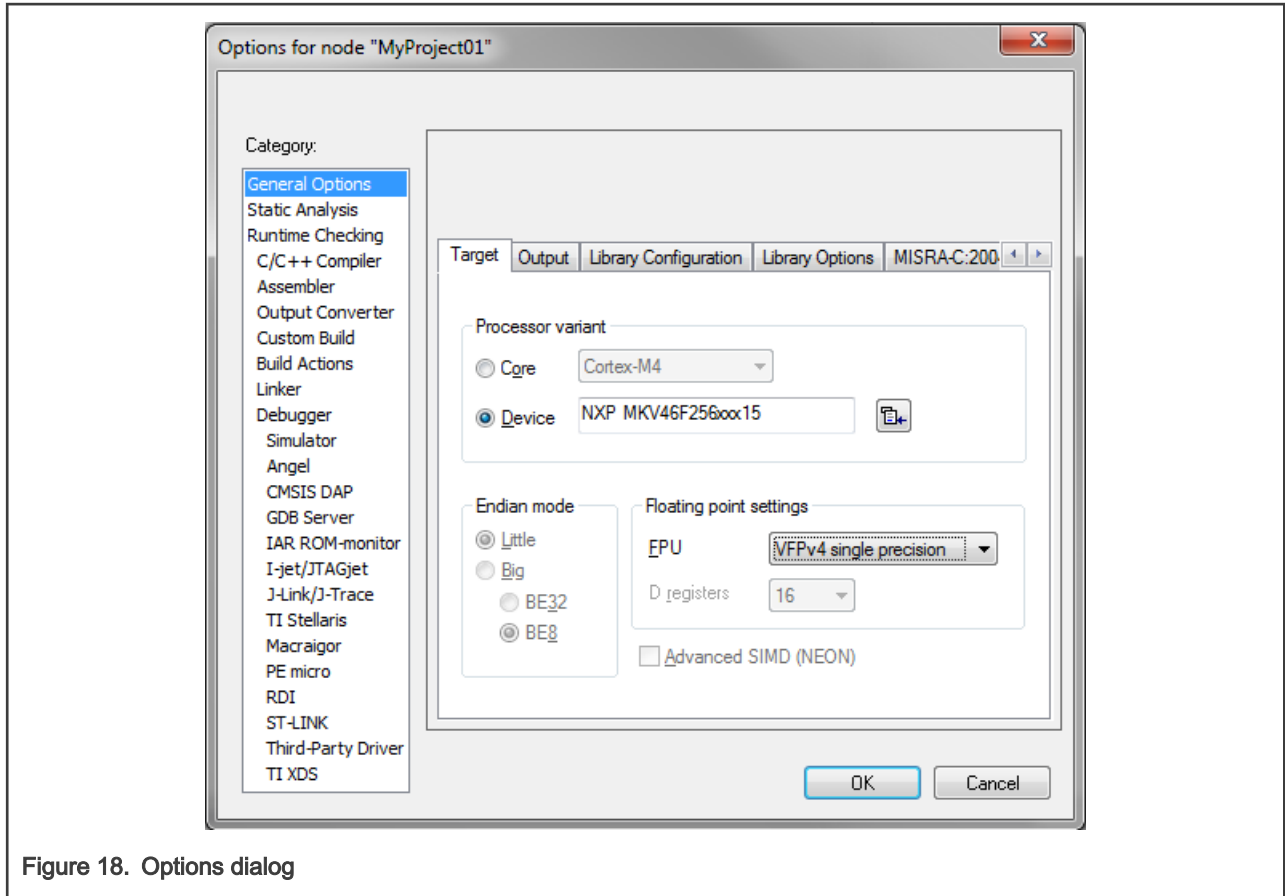 Options for node "MyProject01"
Category:
General Options
Static Analysis
Runtime Checking
C/C++ Compiler
Assembler
Output Converter
Custom Build
Build Actions
Linker
Debugger
Simulator
Angel
CMSIS DAP
GDB Server
IAR ROM-monitor
I-jet/JTAGjet
J-Link/J-Trace
TI Stellaris
Macraigor
PE micro
RDI
ST-LINK
Third-Party Driver
TI XDS
Target Output Library Configuration Library Options MISRA-C:200
Processor variant
Core Cortex-M4
Device NXP MKV46F256xxx15
Endian mode
Little
Big
BE32
BE8
Floating point settings
FPU VFPv4 single precision
D registers 16
Advanced SIMD (NEON)
OK Cancel
Figure 18. Options dialog